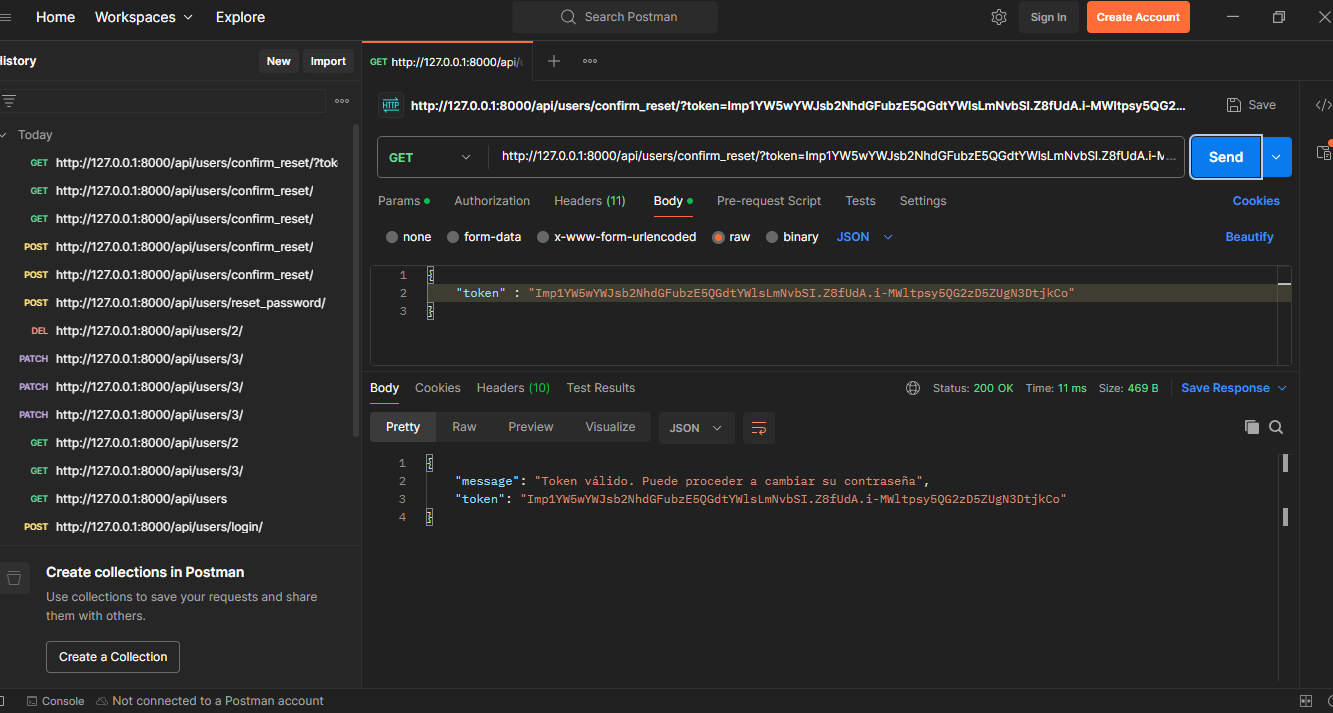 Home Workspaces Explore Search Postman Sign In Create Account
History New Import
GET http://127.0.0.1:8000/api/
Today
GET http://127.0.0.1:8000/api/users/confirm_reset/?tok
GET http://127.0.0.1:8000/api/users/confirm_reset/
GET http://127.0.0.1:8000/api/users/confirm_reset/
POST http://127.0.0.1:8000/api/users/confirm_reset/
POST http://127.0.0.1:8000/api/users/confirm_reset/
POST http://127.0.0.1:8000/api/users/reset_password/
DEL http://127.0.0.1:8000/api/users/2/
PATCH http://127.0.0.1:8000/api/users/3/
PATCH http://127.0.0.1:8000/api/users/3/
PATCH http://127.0.0.1:8000/api/users/3/
GET http://127.0.0.1:8000/api/users/2
GET http://127.0.0.1:8000/api/users/3/
GET http://127.0.0.1:8000/api/users
POST http://127.0.0.1:8000/api/users/login/
Create collections in Postman
Use collections to save your requests and share
them with others.
Create a Collection
HTTP http://127.0.0.1:8000/api/users/confirm_reset/?token=Imp1YW5wYWJsb2NhdGFubzE5QGdtYWlsLmNvbSI.Z8fUdA.i-MWltpsy5QG2... Save
GET http://127.0.0.1:8000/api/users/confirm_reset/?token=Imp1YW5wYWJsb2NhdGFubzE5QGdtYWlsLmNvbSI.Z8fUdA.i-M... Send
Params Authorization Headers (11) Body Pre-request Script Tests Settings Cookies
none form-data x-www-form-urlencoded raw binary JSON Beautify
1 {
2 "token" : "Imp1YW5wYWJsb2NhdGFubzE5QGdtYWlsLmNvbSI.Z8fUdA.i-MWltpsy5QG2zD5ZUgN3DtjkCo"
3 }
Body Cookies Headers (10) Test Results Status: 200 OK Time: 11 ms Size: 469 B Save Response
Pretty Raw Preview Visualize JSON
1 {
2 "message": "Token válido. Puede proceder a cambiar su contraseña",
3 "token": "Imp1YW5wYWJsb2NhdGFubzE5QGdtYWlsLmNvbSI.Z8fUdA.i-MWltpsy5QG2zD5ZUgN3DtjkCo"
4 }
Console Not connected to a Postman account